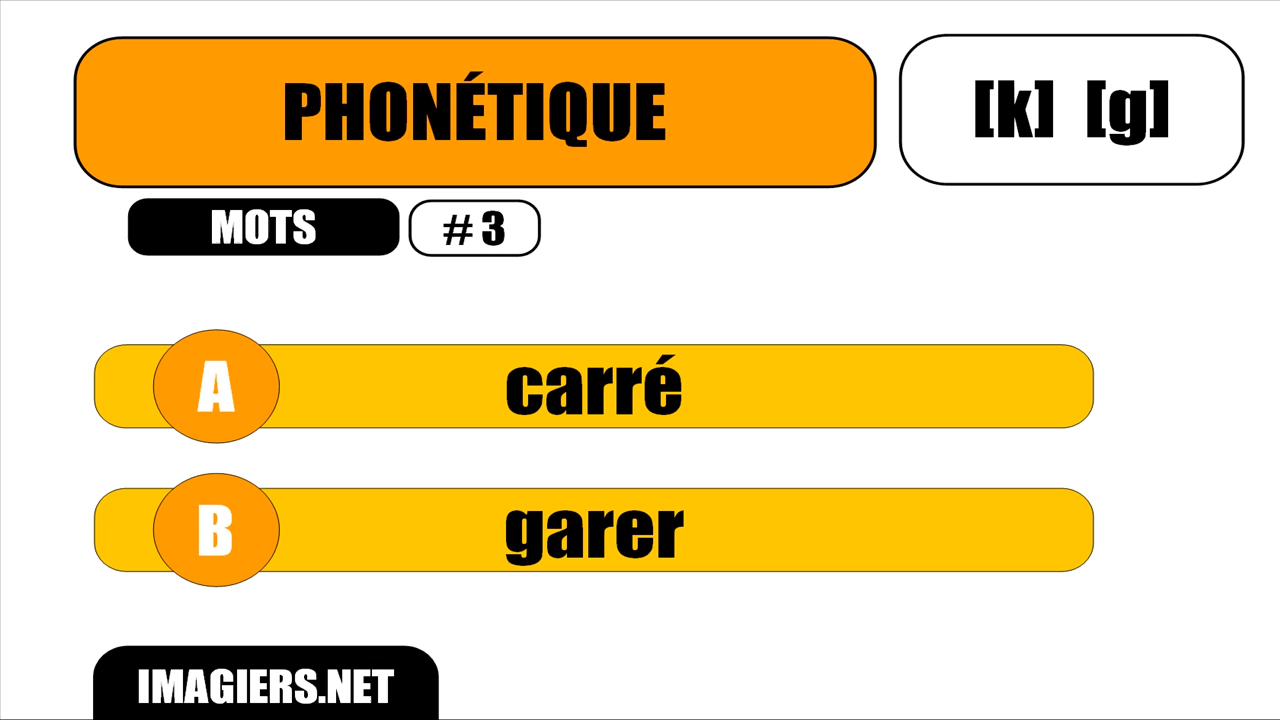 PHONÉTIQUE
[k] [g]
MOTS
# 3
A
carré
B
garer
IMAGIERS.NET